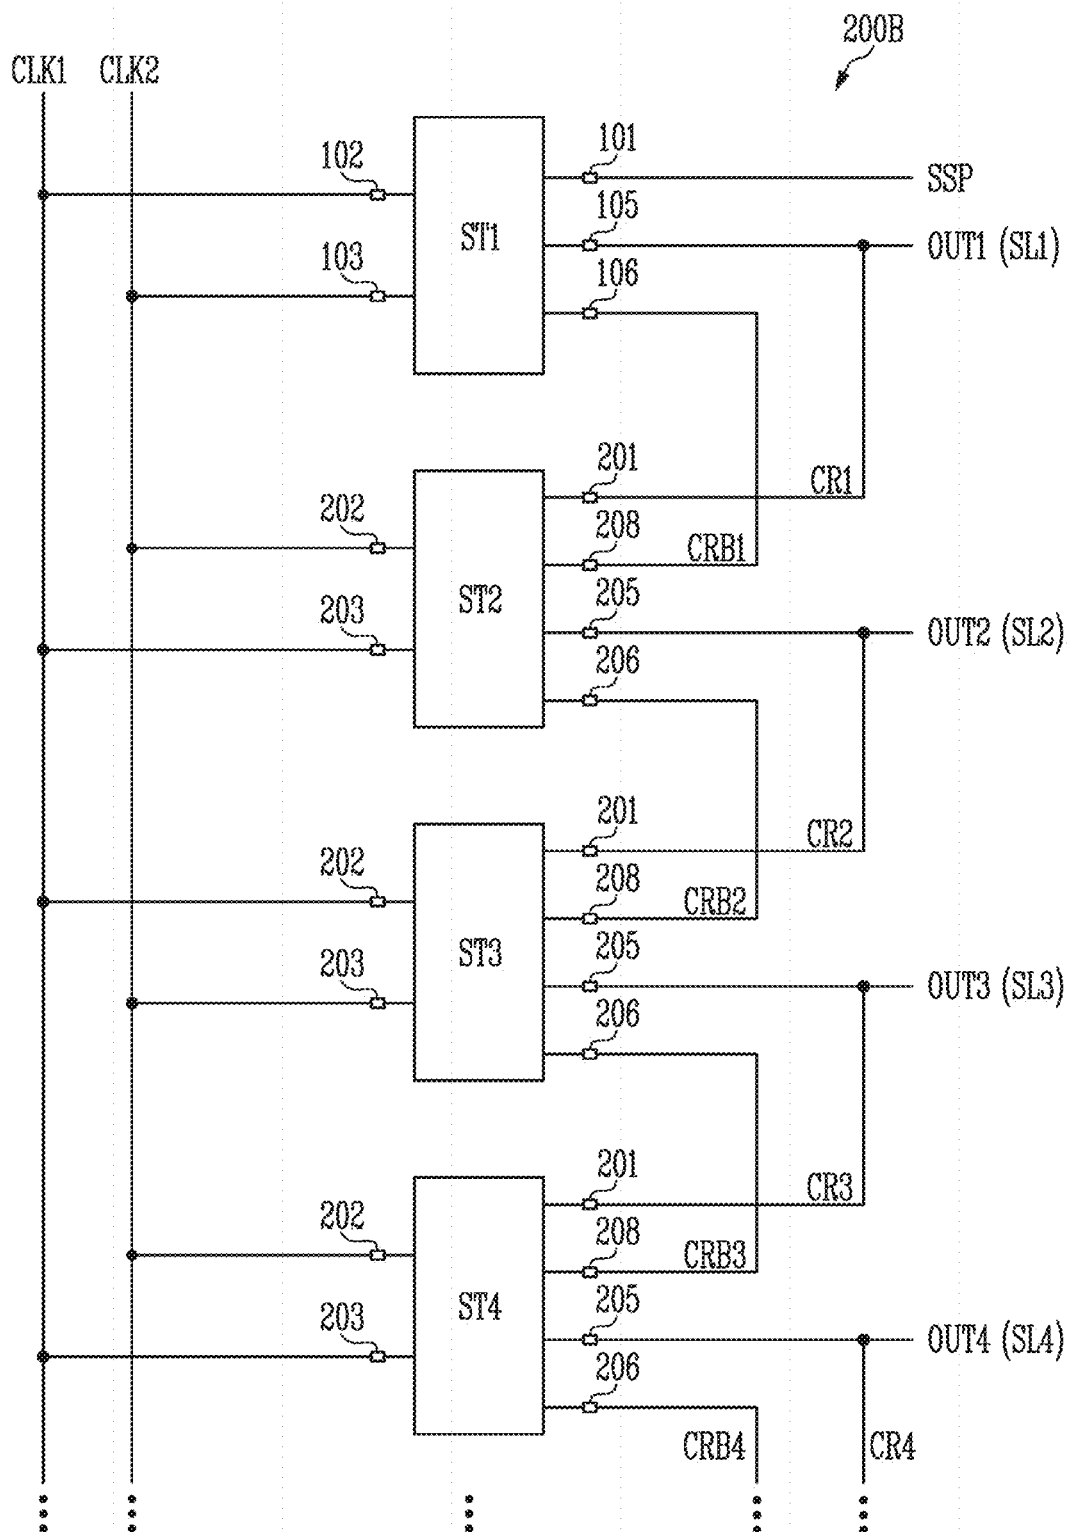 200B
CLK1 CLK2
102
101
SSP
105
OUT1 (SL1)
ST1
103
106
201
CR1
202
208
CRB1
ST2
205
203
OUT2 (SL2)
206
201
CR2
202
208
CRB2
ST3
205
203
OUT3 (SL3)
206
201
CR3
202
208
CRB3
ST4
205
203
OUT4 (SL4)
206
CRB4
CR4